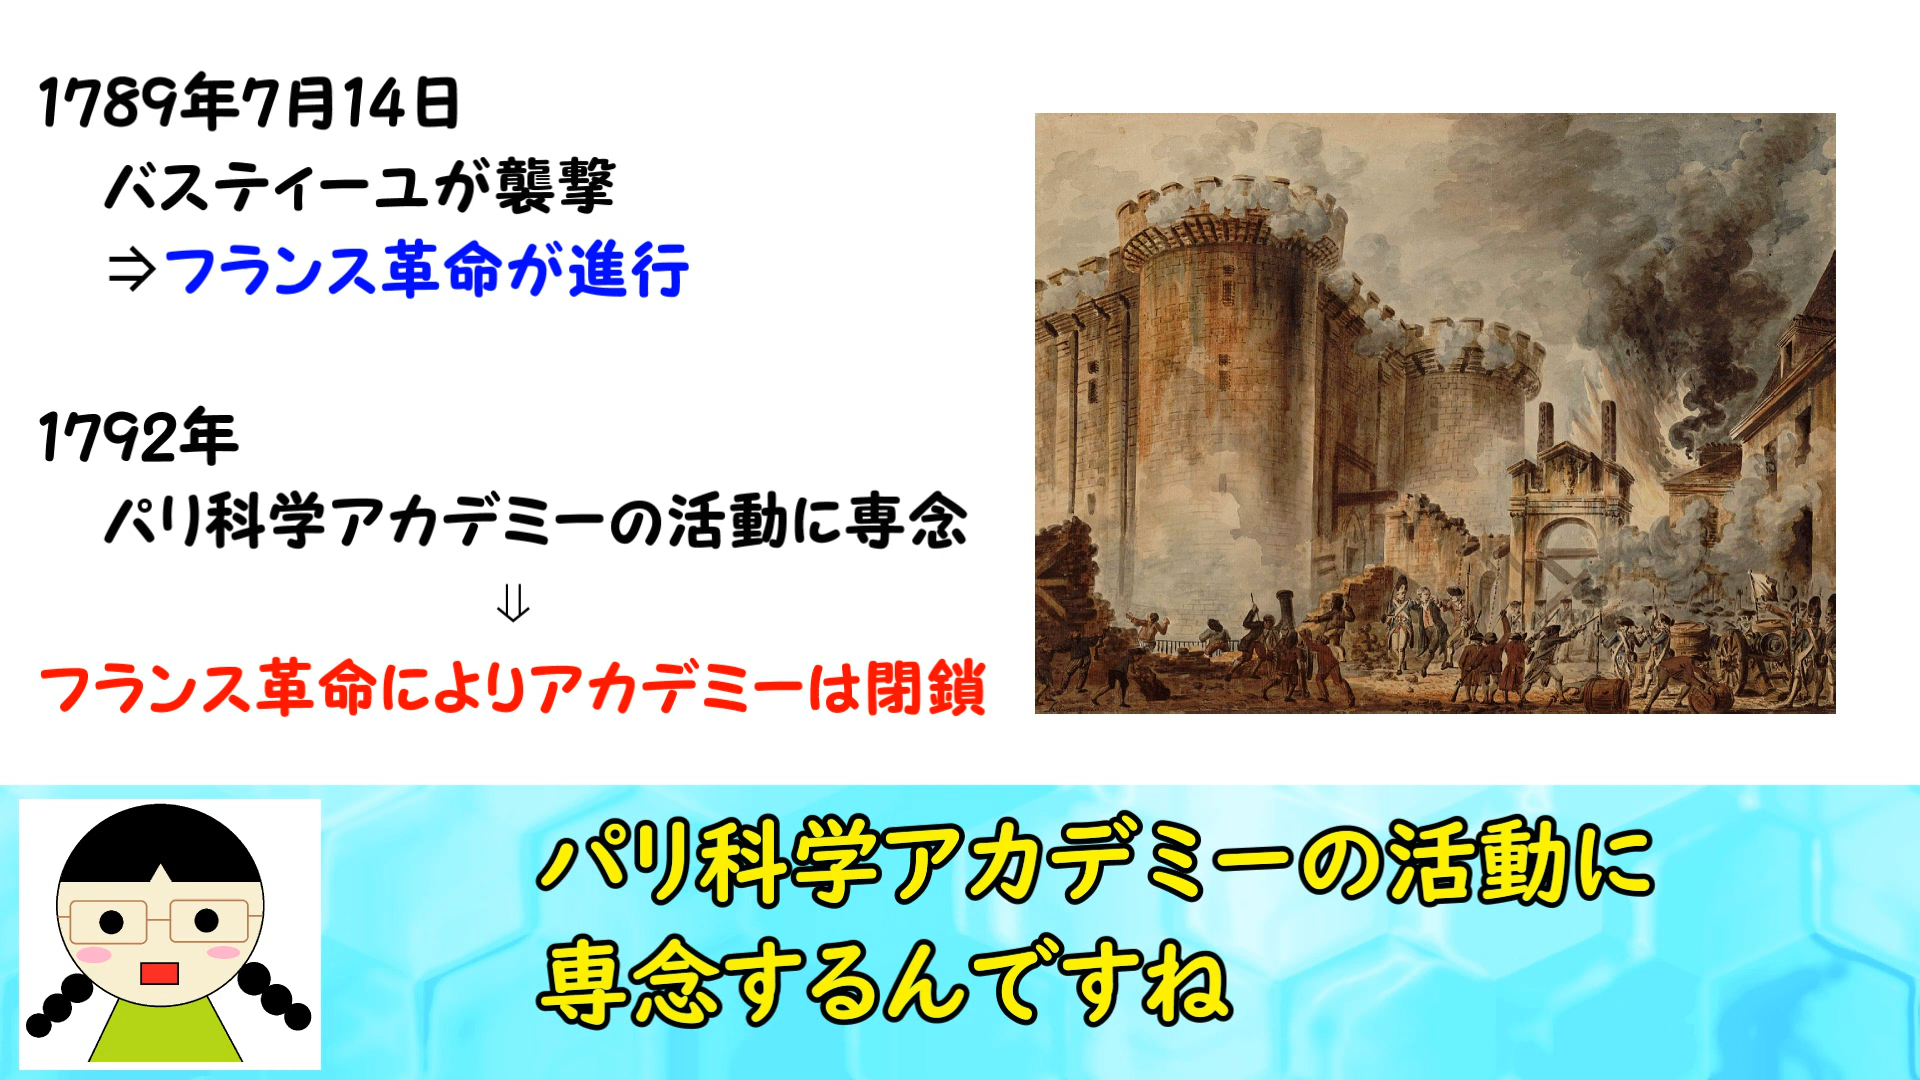 1789年7月14日
バスティーユが襲撃
⇒フランス革命が進行
1792年
パリ科学アカデミーの活動に専念
⇓
フランス革命によりアカデミーは閉鎖
パリ科学アカデミーの活動に
専念するんですね